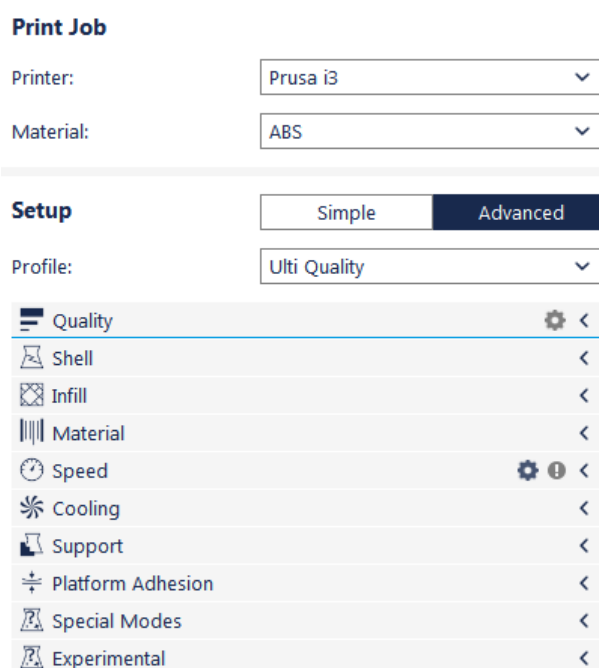 Print Job
Printer: Prusa i3
Material: ABS
Setup Simple Advanced
Profile: Ulti Quality
Quality
Shell
Infill
Material
Speed
Cooling
Support
Platform Adhesion
Special Modes
Experimental